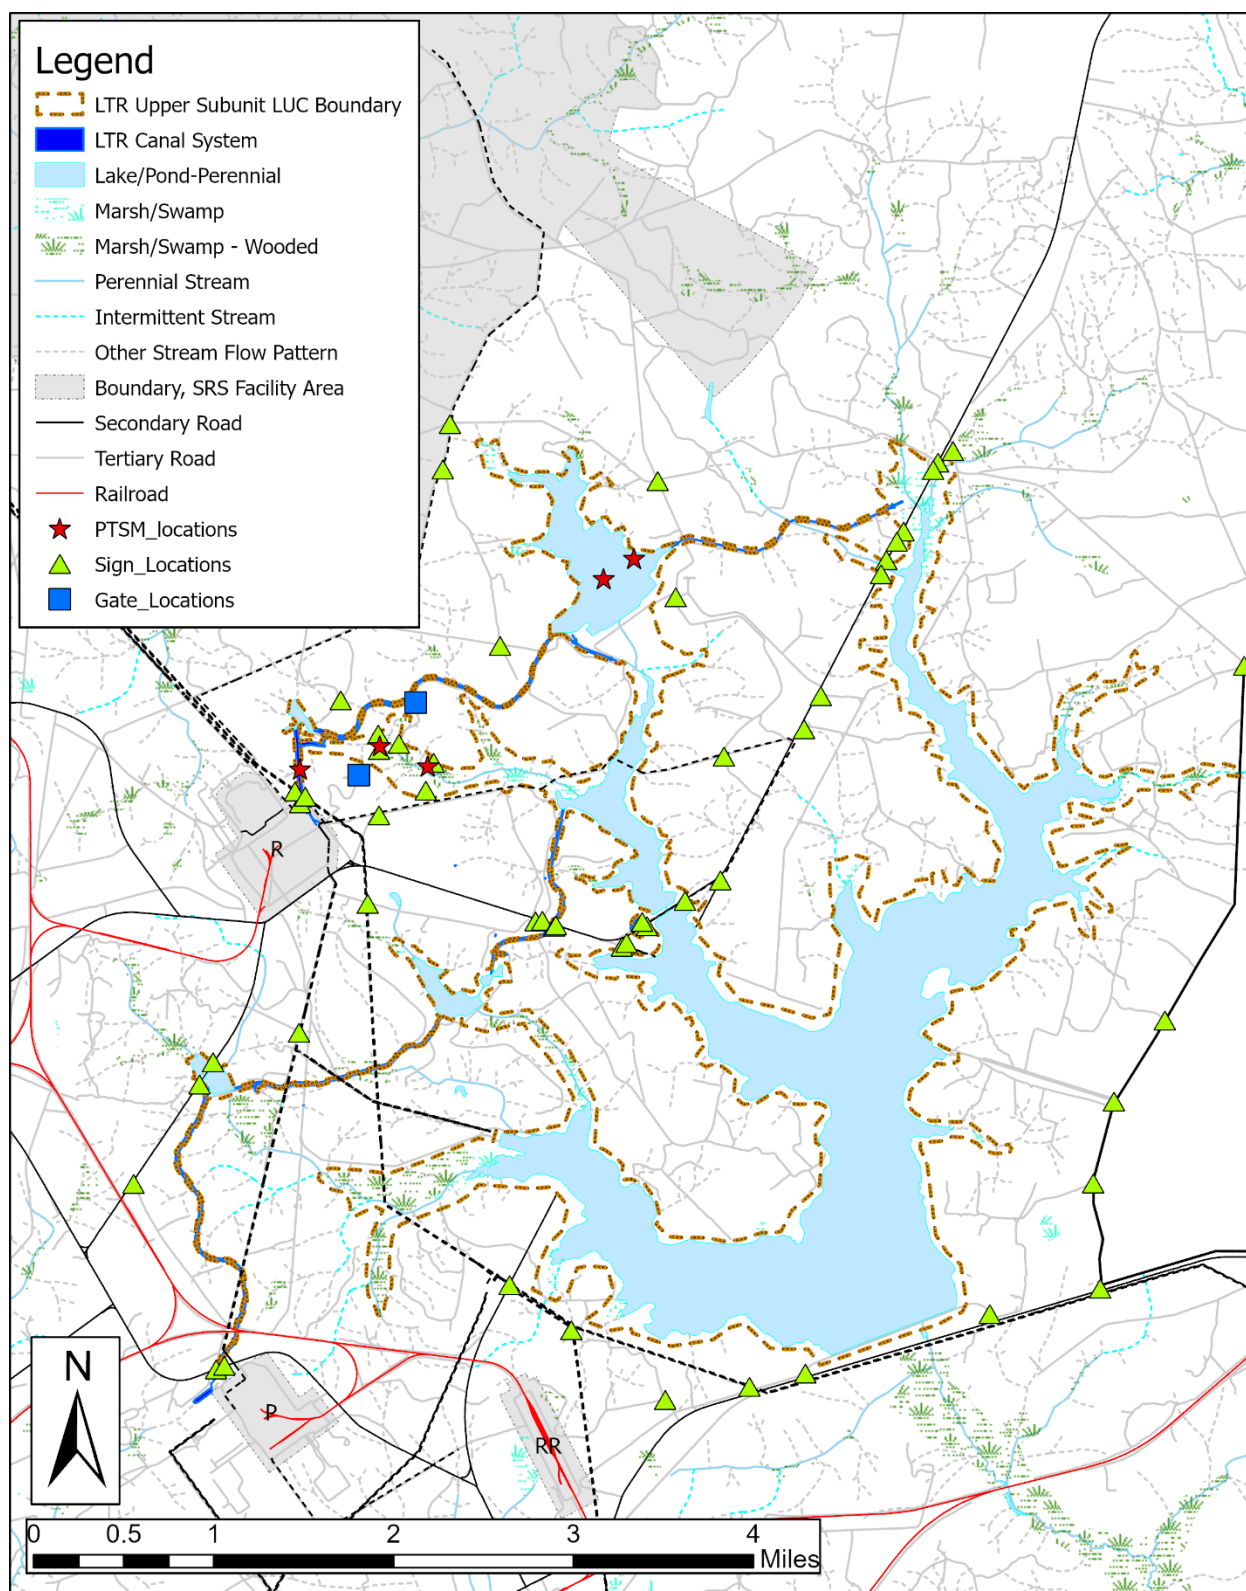 Legend
LTR Upper Subunit LUC Boundary
LTR Canal System
Lake/Pond-Perennial
Marsh/Swamp
Marsh/Swamp - Wooded
Perennial Stream
Intermittent Stream
Other Stream Flow Pattern
Boundary, SRS Facility Area
Secondary Road
Tertiary Road
Railroad
PTSM_locations
Sign_Locations
Gate_Locations
R
P
RR
N
0 0.5 1 2 3 4
Miles